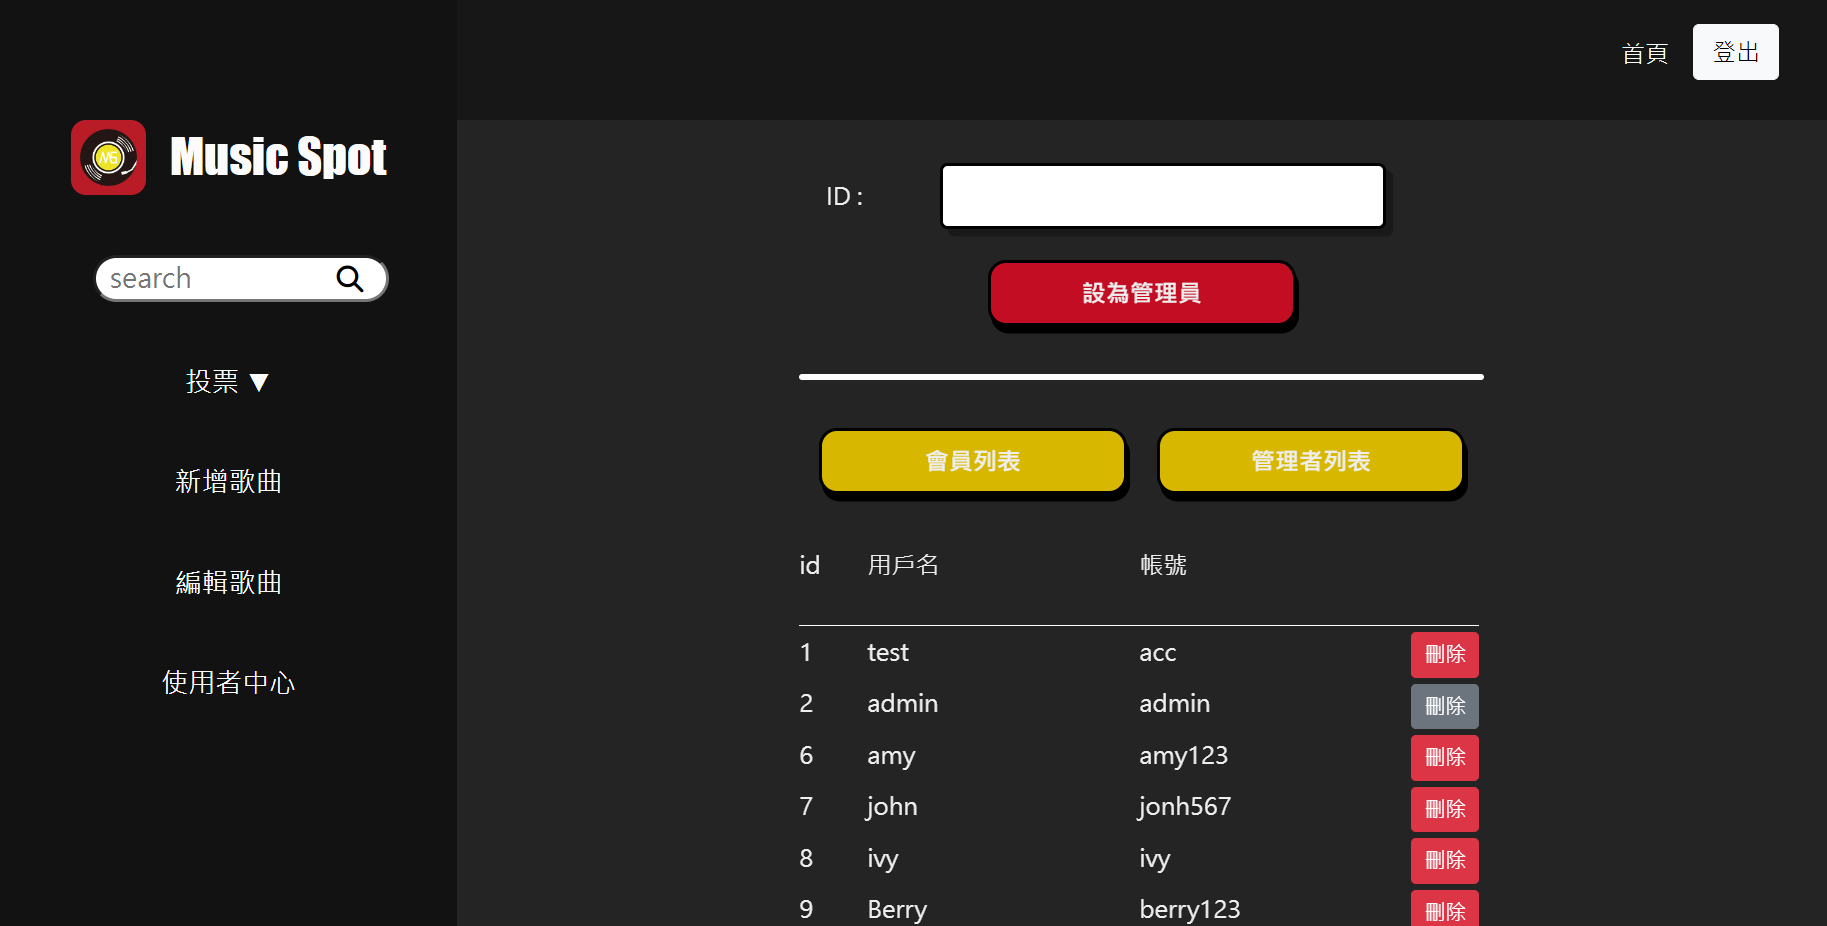 首頁
登出
MS
Music Spot
search
投票 ▼
新增歌曲
編輯歌曲
使用者中心
ID :
設為管理員
會員列表
管理者列表
id 用戶名 帳號
1 test acc 刪除
2 admin admin 刪除
6 amy amy123 刪除
7 john jonh567 刪除
8 ivy ivy 刪除
9 Berry berry123 刪除